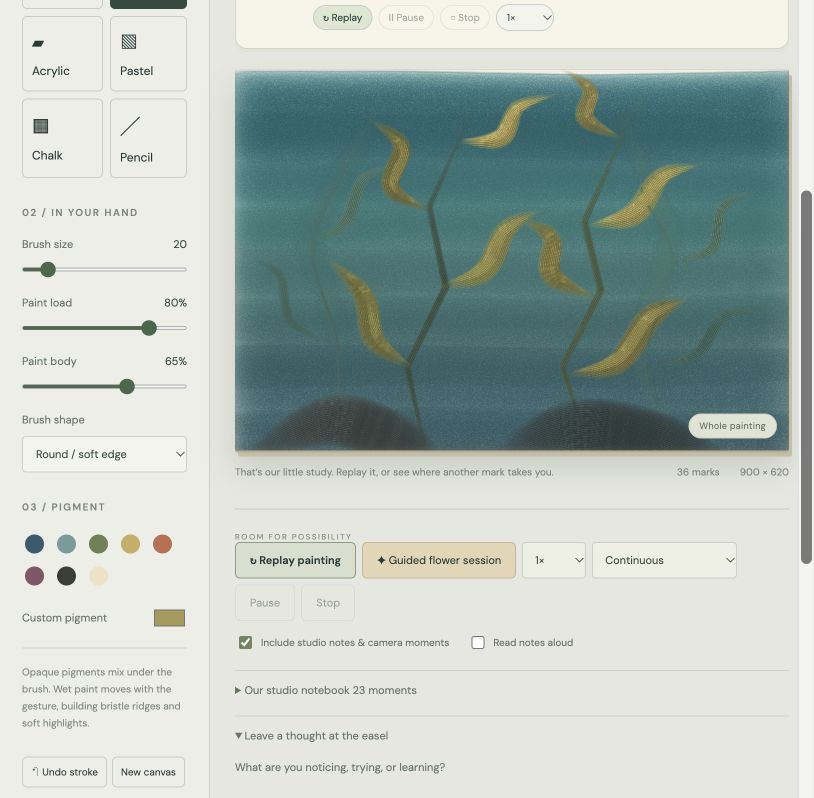 Acrylic
Pastel
Chalk
Pencil
02 / IN YOUR HAND
Brush size 20
Paint load 80%
Paint body 65%
Brush shape
Round / soft edge
03 / PIGMENT
Custom pigment
Opaque pigments mix under the
brush. Wet paint moves with the
gesture, building bristle ridges and
soft highlights.
Undo stroke
New canvas
Replay
Pause
Stop
1×
Whole painting
That's our little study. Replay it, or see where another mark takes you.
36 marks
900 × 620
ROOM FOR POSSIBILITY
Replay painting
Guided flower session
1×
Continuous
Pause
Stop
Include studio notes & camera moments
Read notes aloud
Our studio notebook 23 moments
Leave a thought at the easel
What are you noticing, trying, or learning?